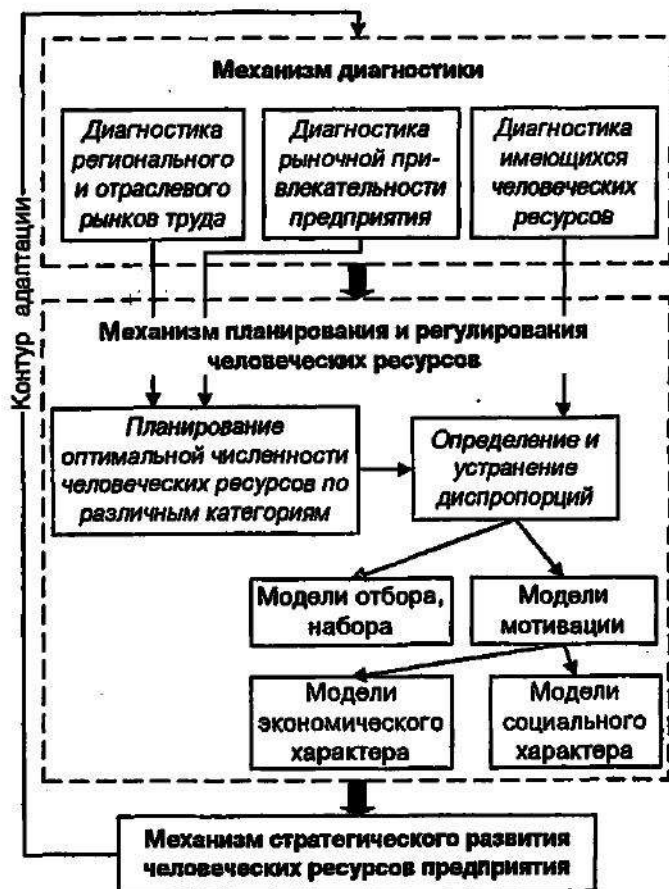 Контур адаптации
Механизм диагностики
Диагностика
регионального
и отраслевого
рынков труда
Диагностика
рыночной при-
влекательности
предприятия
Диагностика
имеющихся
человеческих
ресурсов
Механизм планирования и регулирования
человеческих ресурсов
Планирование
оптимальной численности
человеческих ресурсов по
различным категориям
Определение и
устранение
диспропорций
Модели отбора,
набора
Модели
мотивации
Модели
экономического
характера
Модели
социального
характера
Механизм стратегического развития
человеческих ресурсов предприятия